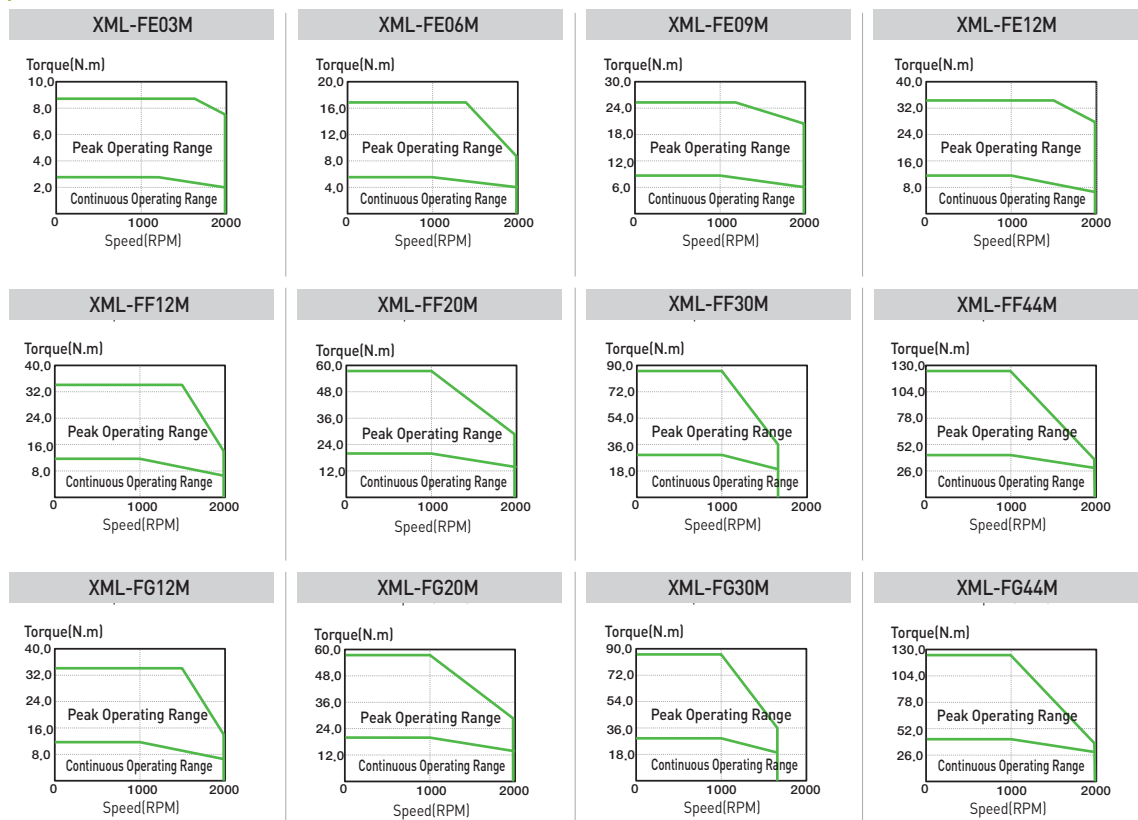 XML-FE03M
Torque(N.m)
10,0
8,0
6,0
4,0
2,0
Peak Operating Range
Continuous Operating Range
0 1000 2000
Speed(RPM)
XML-FE06M
Torque(N.m)
20,0
16,0
12,0
8,0
4,0
Peak Operating Range
Continuous Operating Range
0 1000 2000
Speed(RPM)
XML-FE09M
Torque(N.m)
30,0
24,0
18,0
12,0
6,0
Peak Operating Range
Continuous Operating Range
0 1000 2000
Speed(RPM)
XML-FE12M
Torque(N.m)
40,0
32,0
24,0
16,0
8,0
Peak Operating Range
Continuous Operating Range
0 1000 2000
Speed(RPM)
XML-FF12M
Torque(N.m)
40,0
32,0
24,0
16,0
8,0
Peak Operating Range
Continuous Operating Range
0 1000 2000
Speed(RPM)
XML-FF20M
Torque(N.m)
60,0
48,0
36,0
24,0
12,0
Peak Operating Range
Continuous Operating Range
0 1000 2000
Speed(RPM)
XML-FF30M
Torque(N.m)
90,0
72,0
54,0
36,0
18,0
Peak Operating Range
Continuous Operating Range
0 1000 2000
Speed(RPM)
XML-FF44M
Torque(N.m)
130,0
104,0
78,0
52,0
26,0
Peak Operating Range
Continuous Operating Range
0 1000 2000
Speed(RPM)
XML-FG12M
Torque(N.m)
40,0
32,0
24,0
16,0
8,0
Peak Operating Range
Continuous Operating Range
0 1000 2000
Speed(RPM)
XML-FG20M
Torque(N.m)
60,0
48,0
36,0
24,0
12,0
Peak Operating Range
Continuous Operating Range
0 1000 2000
Speed(RPM)
XML-FG30M
Torque(N.m)
90,0
72,0
54,0
36,0
18,0
Peak Operating Range
Continuous Operating Range
0 1000 2000
Speed(RPM)
XML-FG44M
Torque(N.m)
130,0
104,0
78,0
52,0
26,0
Peak Operating Range
Continuous Operating Range
0 1000 2000
Speed(RPM)